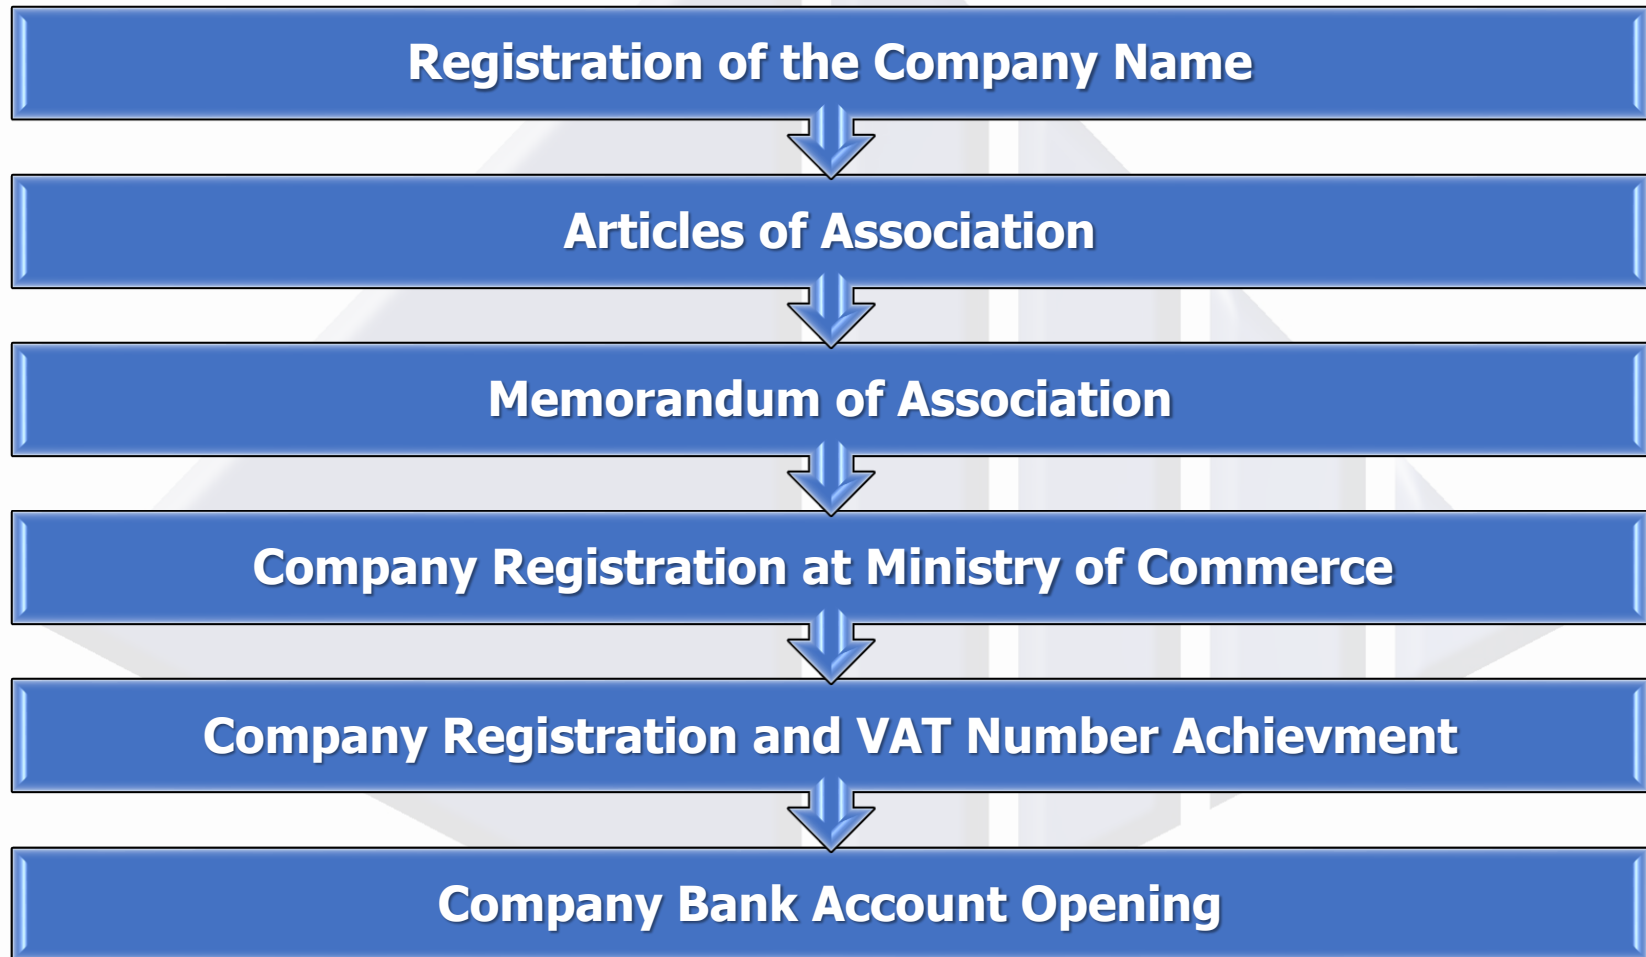 Registration of the Company Name
Articles of Association
Memorandum of Association
Company Registration at Ministry of Commerce
Company Registration and VAT Number Achievment
Company Bank Account Opening